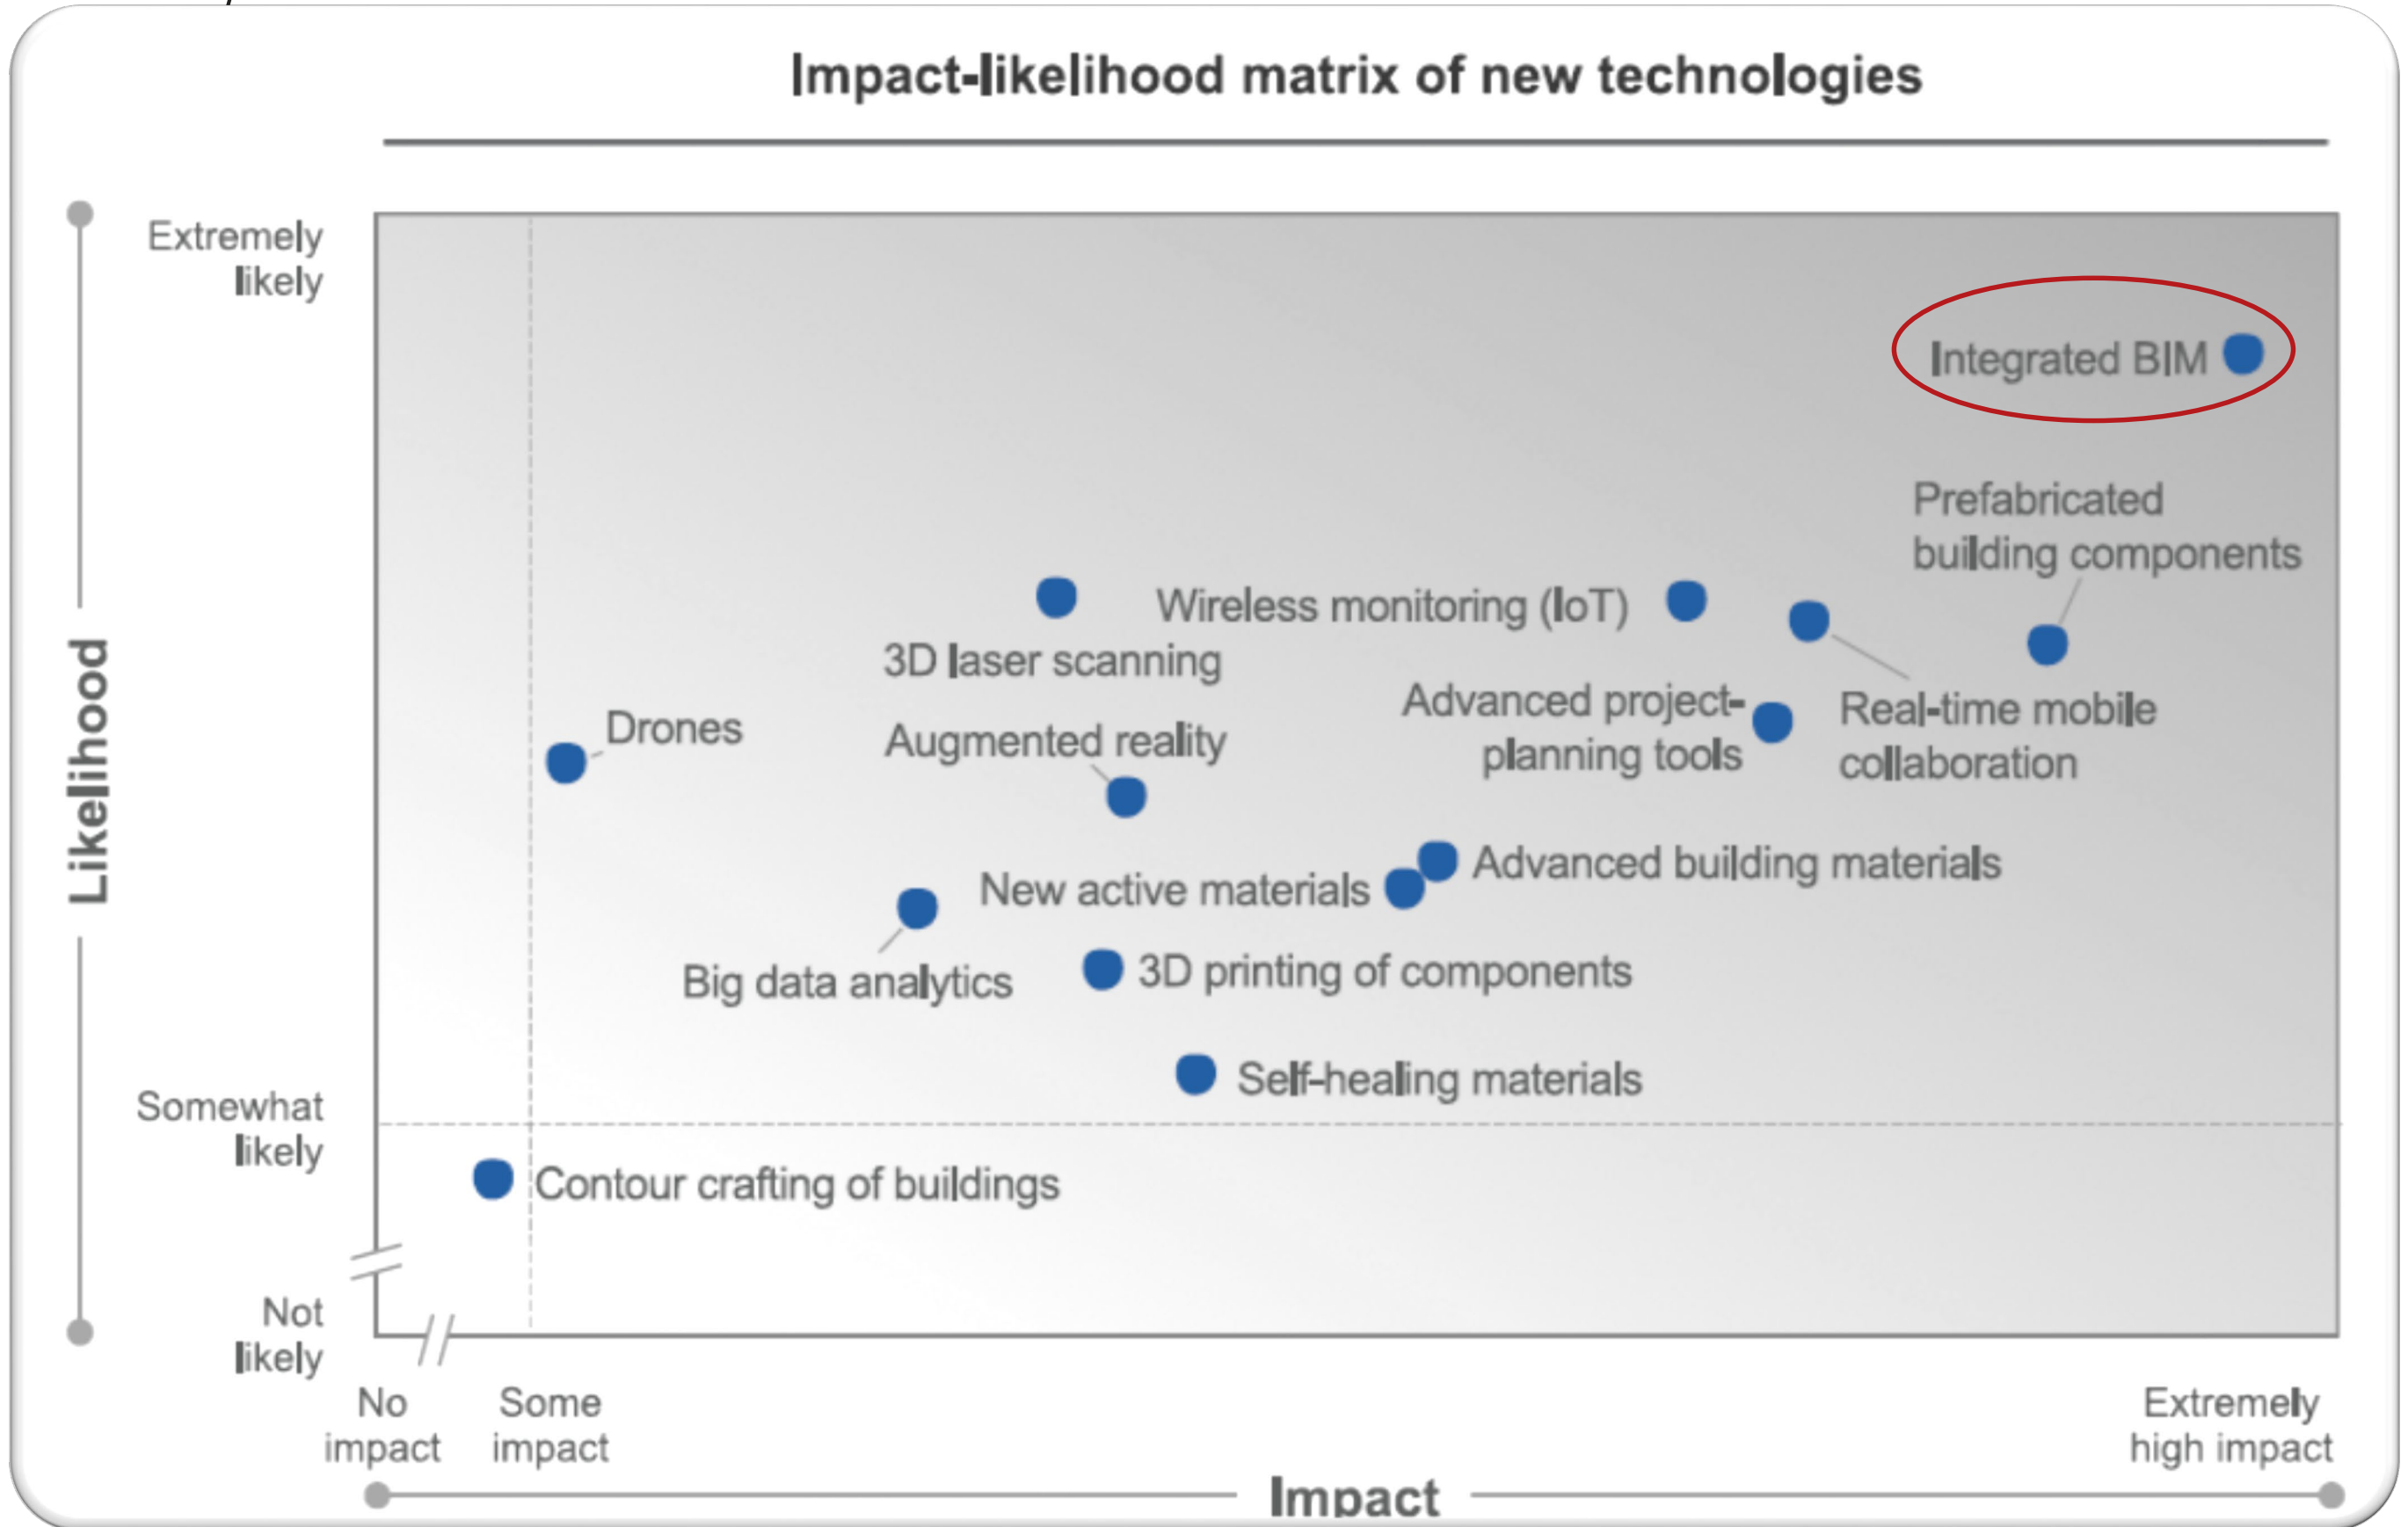 Impact-likelihood matrix of new technologies
Extremely
likely
Integrated BIM
Prefabricated
building components
Wireless monitoring (IoT)
3D laser scanning
Advanced project-
planning tools
Real-time mobile
collaboration
Drones
Augmented reality
Advanced building materials
New active materials
Big data analytics
3D printing of components
Self-healing materials
Somewhat
likely
Contour crafting of buildings
Not
likely
No
impact
Some
impact
Extremely
high impact
Likelihood
Impact